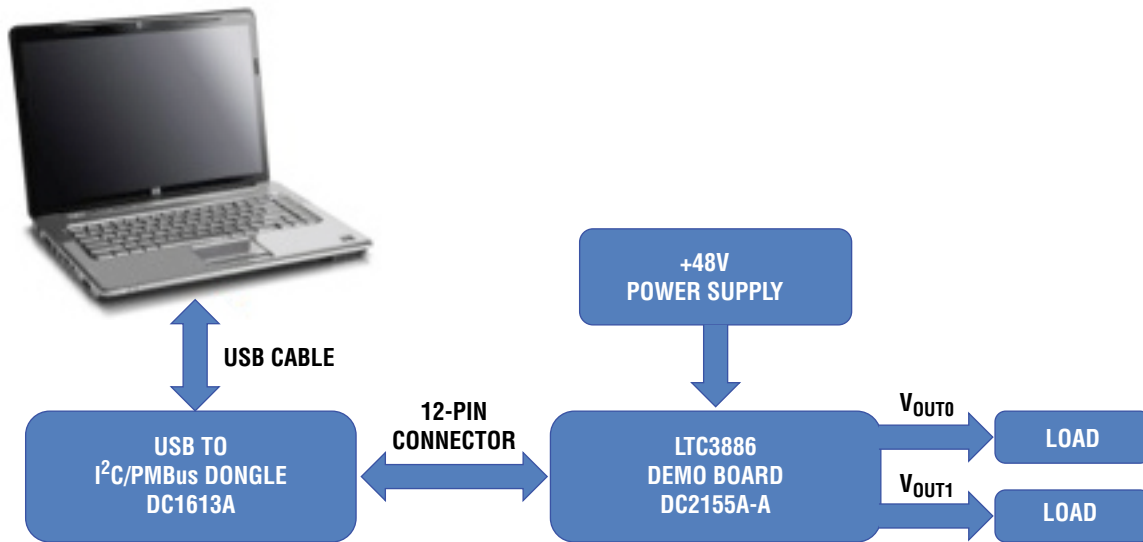 +48V
POWER SUPPLY
USB CABLE
12-PIN
CONNECTOR
USB TO
I²C/PMBus DONGLE
DC1613A
LTC3886
DEMO BOARD
DC2155A-A
VOUT0
LOAD
VOUT1
LOAD